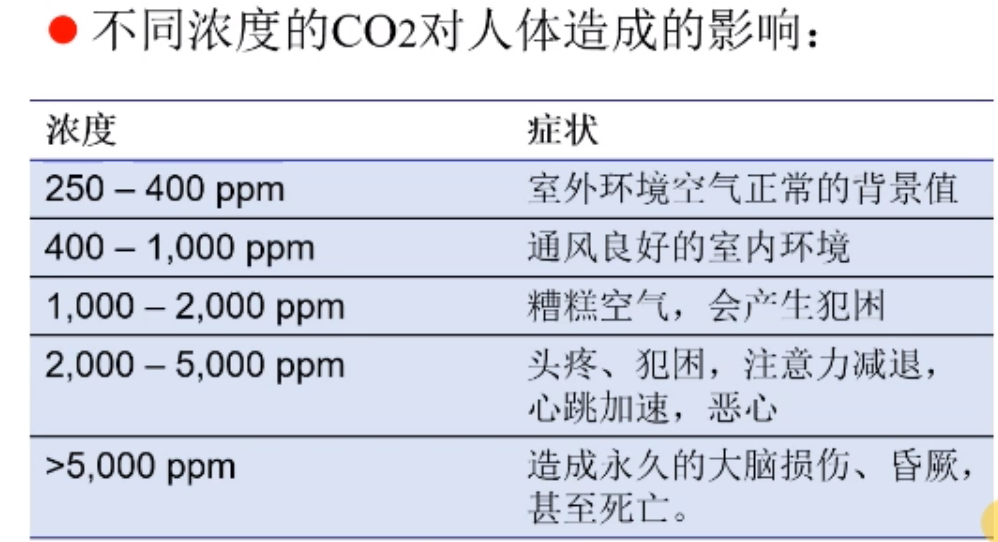 ● 不同浓度的CO2对人体造成的影响：
浓度 症状
250 – 400 ppm 室外环境空气正常的背景值
400 – 1,000 ppm 通风良好的室内环境
1,000 – 2,000 ppm 糟糕空气，会产生犯困
2,000 – 5,000 ppm 头疼、犯困，注意力减退，
心跳加速，恶心
>5,000 ppm 造成永久的大脑损伤、昏厥，
甚至死亡。